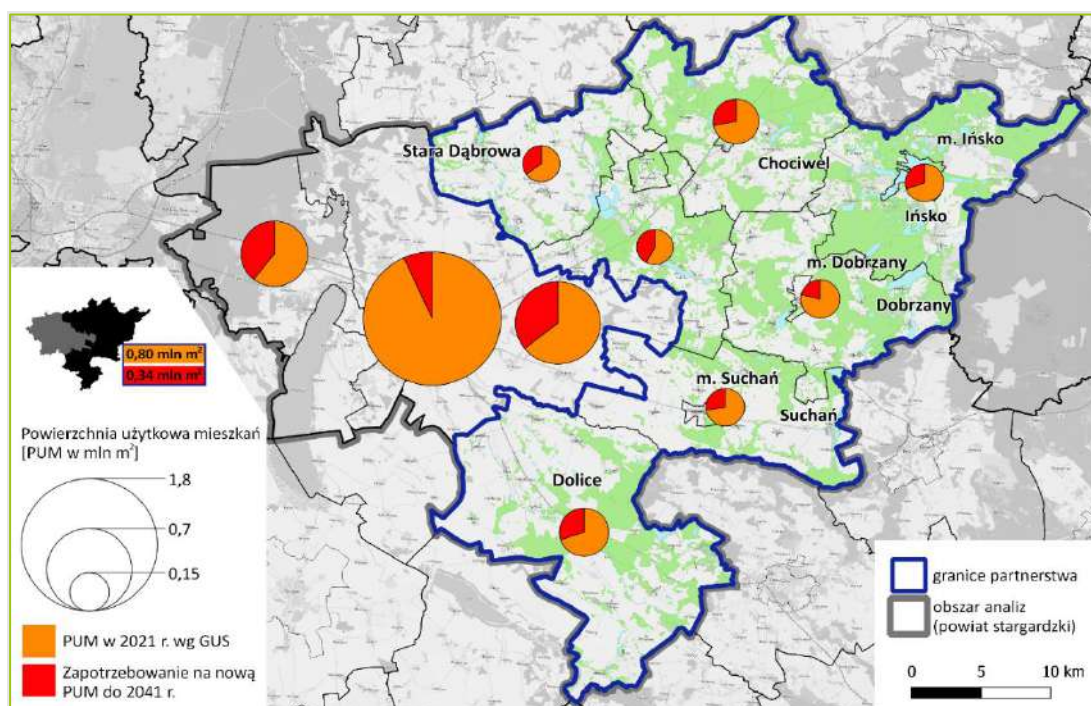 Stara Dąbrowa
Chociwel
m. Ińsko
Ińsko
m. Dobrzany
Dobrzany
m. Suchań
Suchań
Dolice
0,80 mln m²
0,34 mln m²
Powierzchnia użytkowa mieszkań
[PUM w mln m²]
1,8
0,7
0,15
PUM w 2021 r. wg GUS
Zapotrzebowanie na nową
PUM do 2041 r.
granice partnerstwa
obszar analiz
(powiat stargardzki)
0 5 10 km